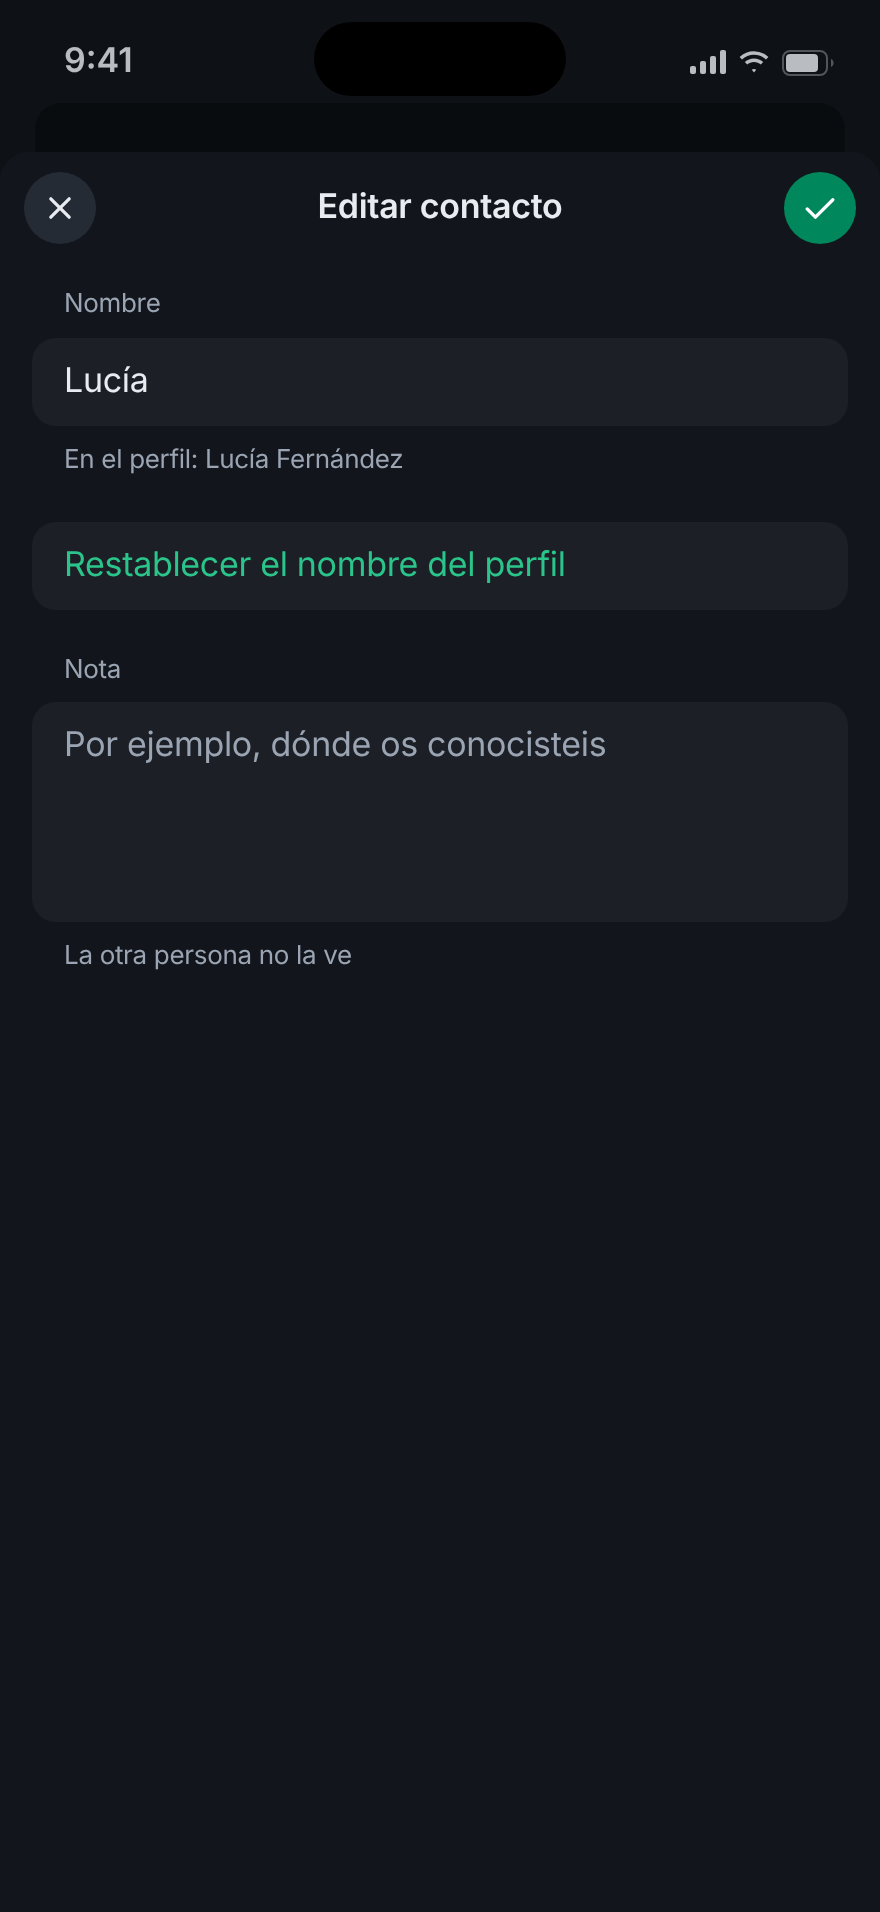 9:41
Editar contacto
Nombre
Lucía
En el perfil: Lucía Fernández
Restablecer el nombre del perfil
Nota
Por ejemplo, dónde os conocisteis
La otra persona no la ve